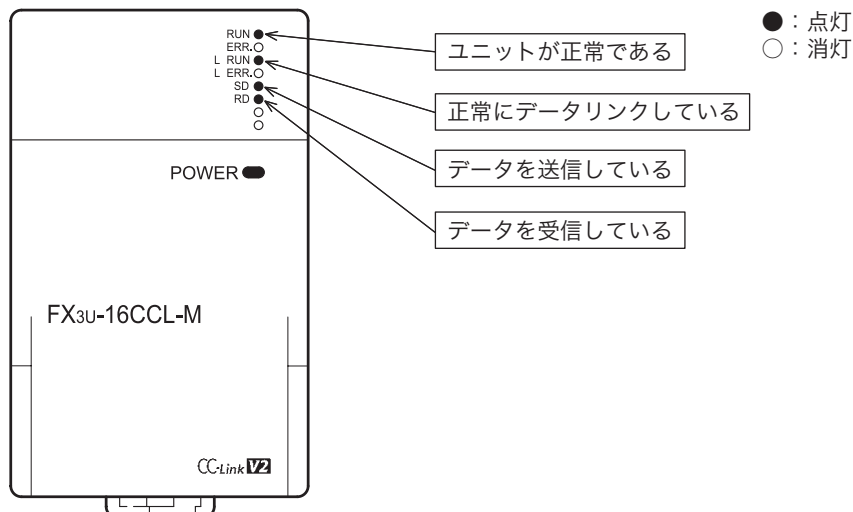 RUN
ERR.
L RUN
L ERR.
SD
RD
POWER
FX3U-16CCL-M
CC-Link V2
ユニットが正常である
正常にデータリンクしている
データを送信している
データを受信している
●：点灯
○：消灯